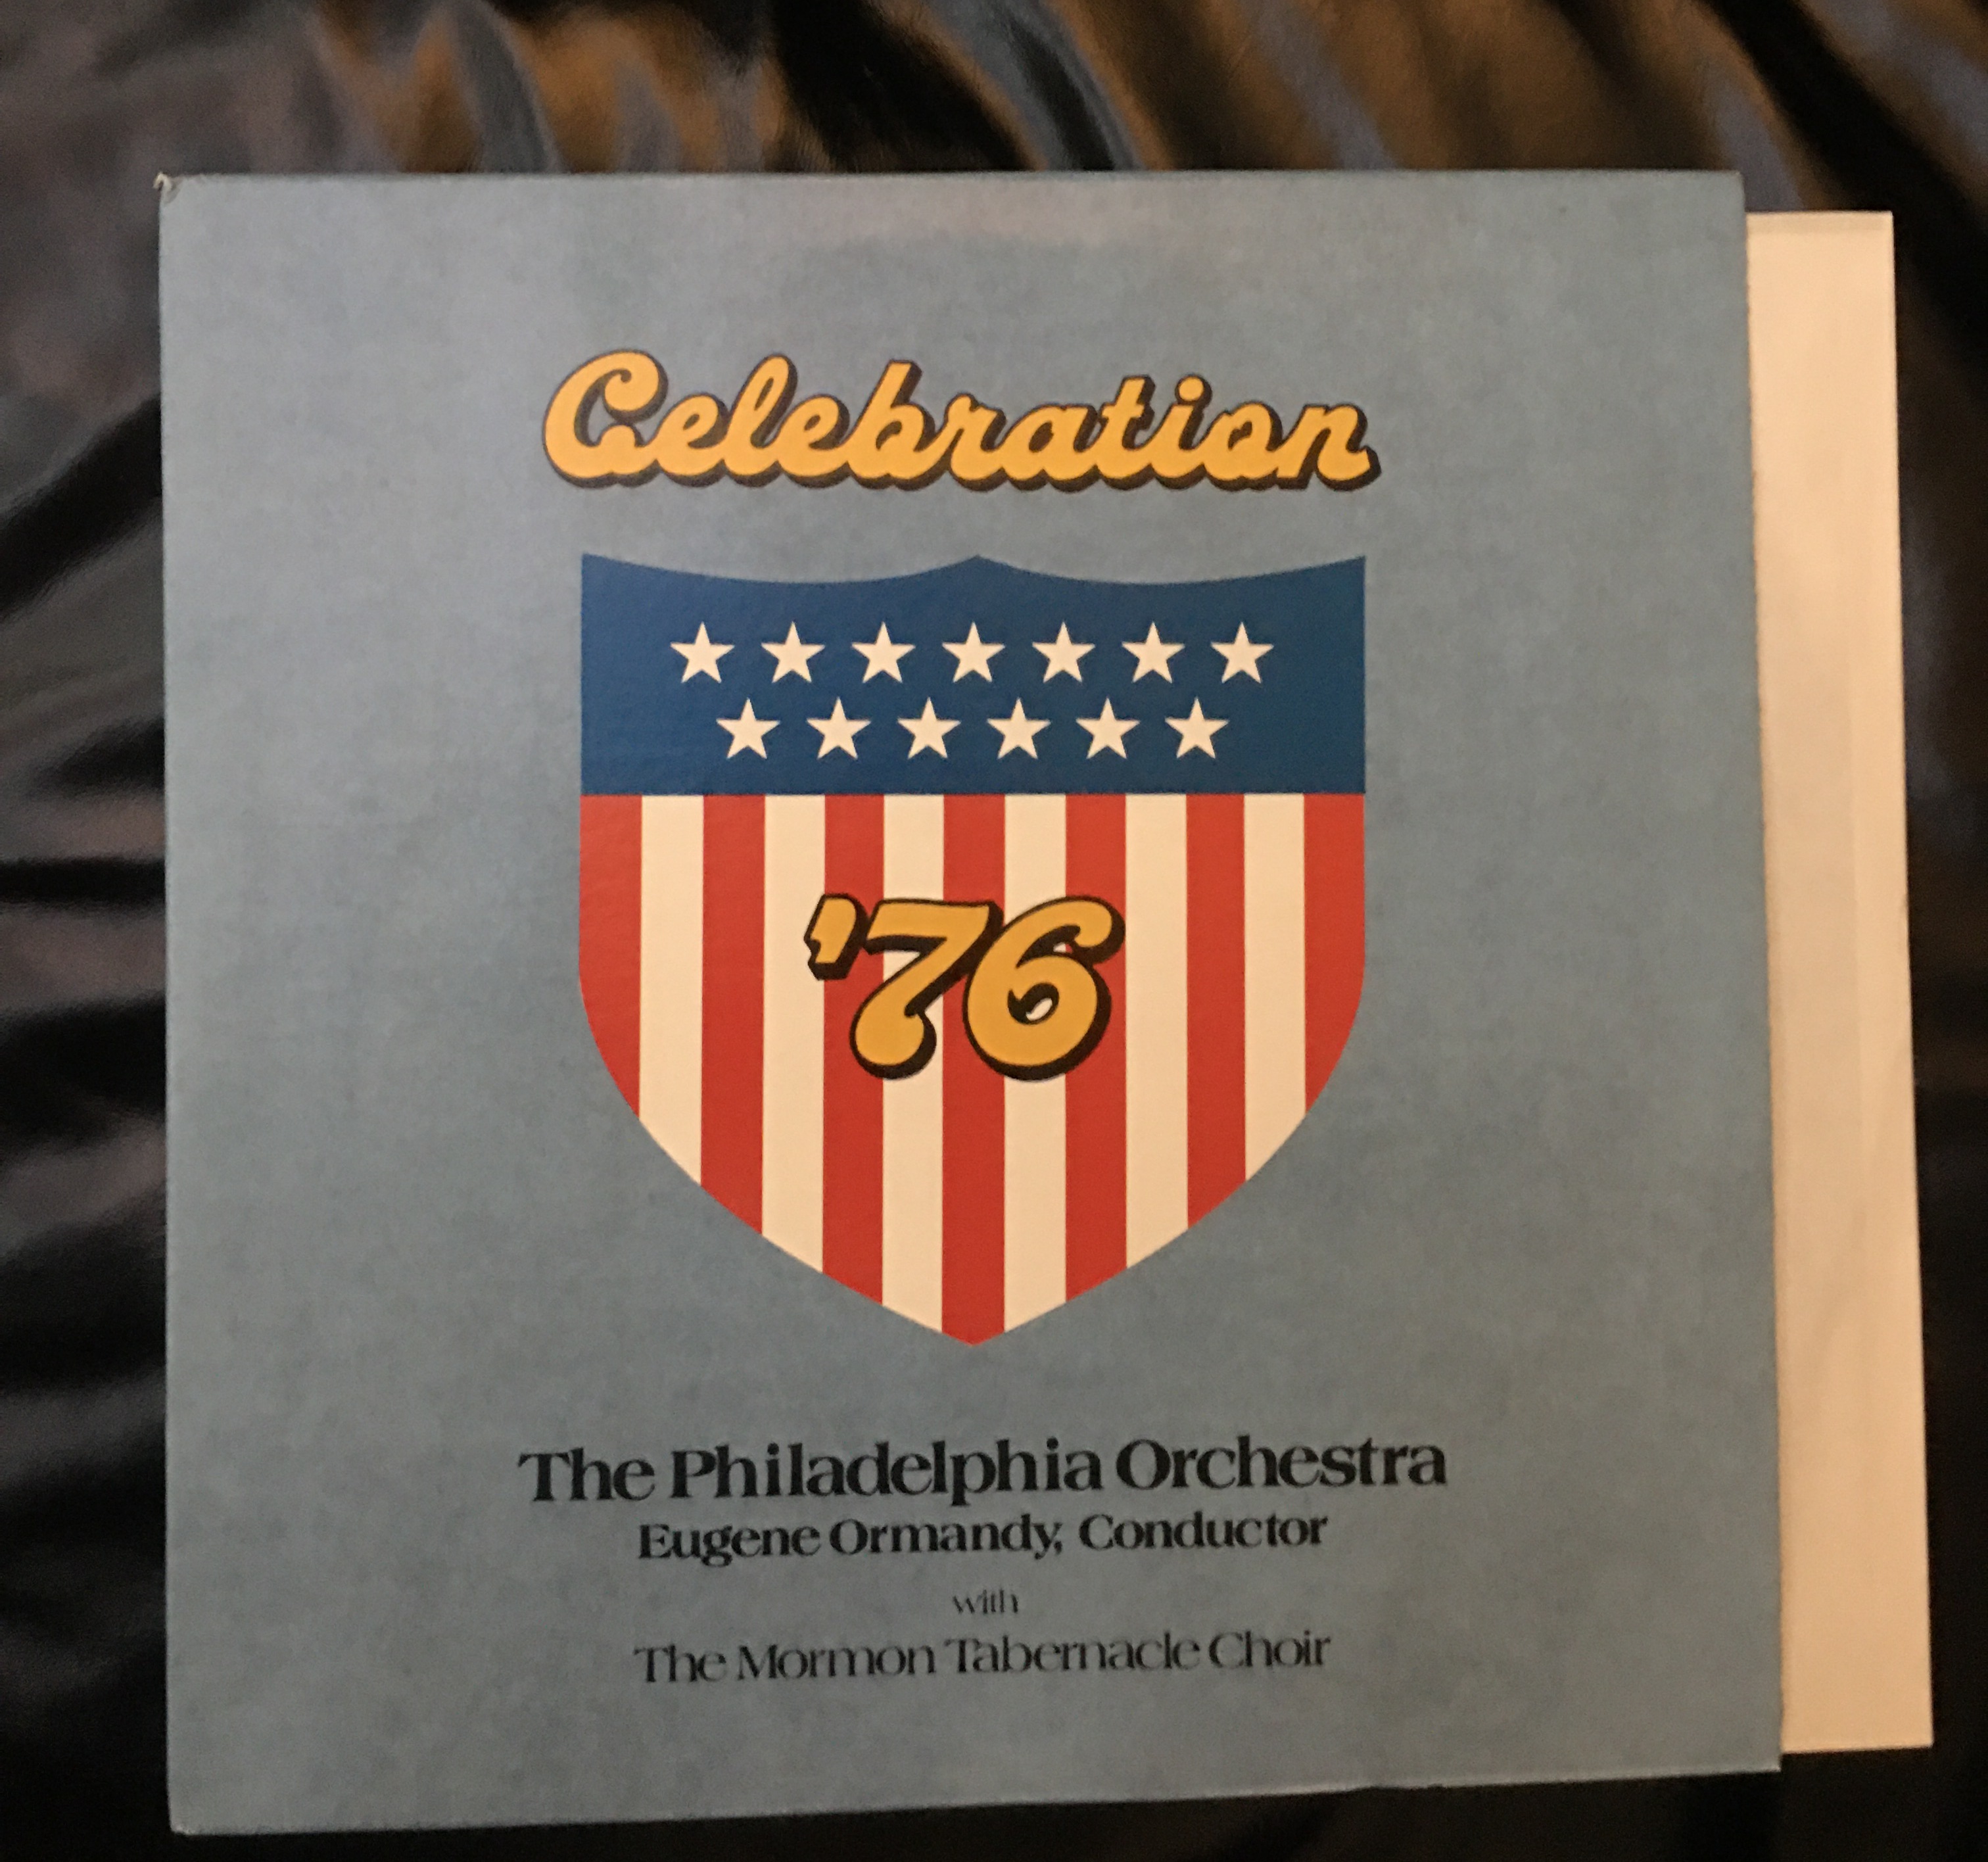 Celebration
'76
The Philadelphia Orchestra
Eugene Ormandy, Conductor
with
The Mormon Tabernacle Choir